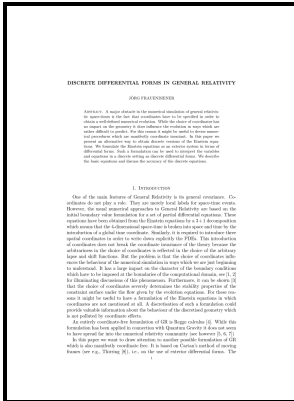 DISCRETE DIFFERENTIAL FORMS IN GENERAL RELATIVITY
JÖRG FRAUENDIENER
Abstract. A major obstacle in the numerical simulation of general relativis-
tic space-times is the fact that coordinates have to be specified in order to
obtain a well-defined numerical evolution. While the choice of coordinates has
no impact on the geometry it does influence the evolution in ways which are
rather difficult to predict. For this reason it might be useful to devise numer-
ical procedures which are manifestly coordinate invariant. In this paper we
present an alternative way to obtain discrete versions of the Einstein equa-
tions. We formulate the Einstein equations as an exterior system in terms of
differential forms. Such a formulation can be used to interpret the variables
and equations in a discrete setting as discrete differential forms. We describe
the basic equations and discuss the accuracy of the discrete equations.
1. Introduction
One of the main features of General Relativity is its general covariance. Co-
ordinates do not play a role. They are merely local labels for space-time events.
However, the usual numerical approaches to General Relativity are based on the
initial boundary value formulation for a set of partial differential equations. These
equations have been obtained from the Einstein equations by a 3+1 decomposition
which means that the 4-dimensional space-time is broken into space and time by the
introduction of a global time coordinate. Similarly, it is required to introduce three
spatial coordinates in order to write down explicitly the PDEs. This introduction
of coordinates does not break the coordinate invariance of the theory because the
arbitrariness in the choice of coordinates is reflected in the choice of the arbitrary
lapse and shift functions. But the problem is that the choice of coordinates influ-
ences the behaviour of the numerical simulation in ways which we are just beginning
to understand. It has a large impact on the character of the boundary conditions
which have to be imposed at the boundaries of the computational domain, see [1, 2]
for illuminating discussions of this phenomenon. Furthermore, it can be shown [3]
that the choice of coordinates severely determines the stability properties of the
constraint surface under the flow given by the evolution equations. For these rea-
sons it might be useful to have a formulation of the Einstein equations in which
coordinates are not mentioned at all. A discretisation of such a formulation could
provide valuable information about the behaviour of the discretised geometry which
is not polluted by coordinate effects.
An entirely coordinate-free formulation of GR is Regge calculus [4]. While this
formulation has been applied in connection with Quantum Gravity it does not seem
to have spread far into the numerical relativity community (see however [5, 6, 7]).
In this paper we want to draw attention to another possible formulation of GR
which is also manifestly coordinate free. It is based on Cartan's method of moving
frames (see e.g., Thirring [8]), i.e., on the use of exterior differential forms. The
1